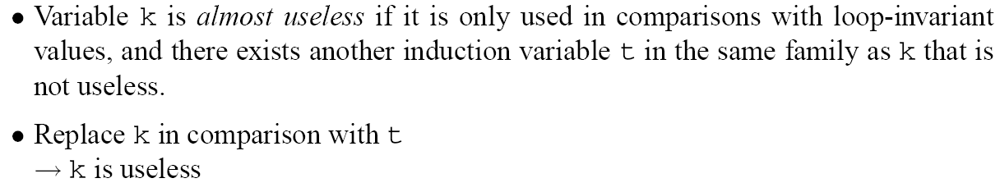 • Variable k is almost useless if it is only used in comparisons with loop-invariant
values, and there exists another induction variable t in the same family as k that is
not useless.
• Replace k in comparison with t
→ k is useless